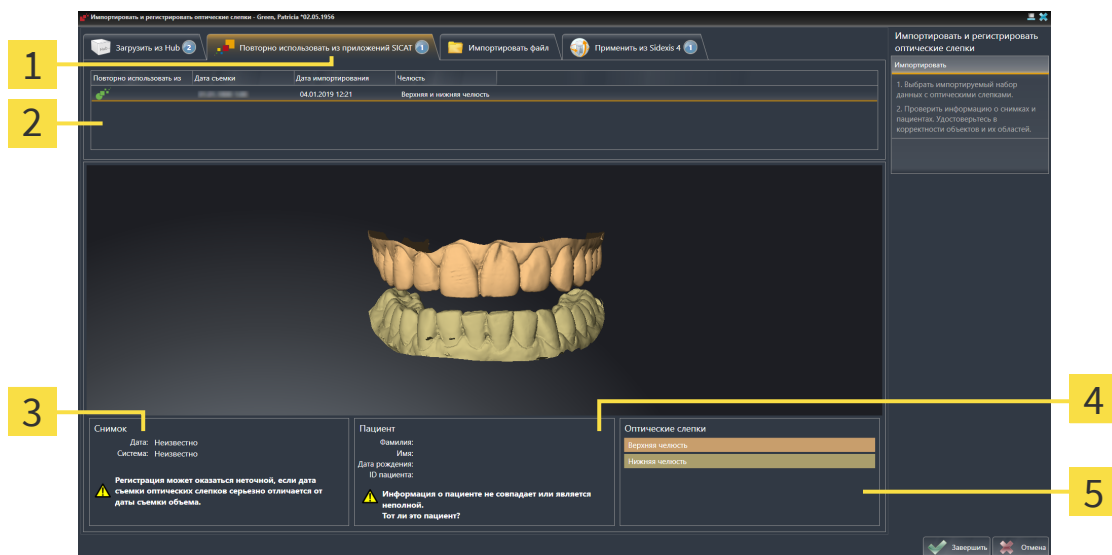 Импортировать и регистрировать оптические слепки - Green, Patricia *02.05.1956
Загрузить из Hub 2
Повторно использовать из приложений SICAT 1
Импортировать файл
Применить из Sidexis 4 1
Повторно использовать из Дата съемки Дата импортирования Челюсть
04.01.2019 12:21 Верхняя и нижняя челюсть
Импортировать и регистрировать
оптические слепки
Импортировать
1. Выбрать импортируемый набор
данных с оптическими слепками.
2. Проверить информацию о снимках и
пациентах. Удостоверьтесь в
корректности объектов и их областей.
1
2
3
4
5
Снимок
Дата: Неизвестно
Система: Неизвестно
Регистрация может оказаться неточной, если дата
съемки оптических слепков серьезно отличается от
даты съемки объема.
Пациент
Фамилия:
Имя:
Дата рождения:
ID пациента:
Информация о пациенте не совпадает или является
неполной.
Тот ли это пациент?
Оптические слепки
Верхняя челюсть
Нижняя челюсть
Завершить
Отмена